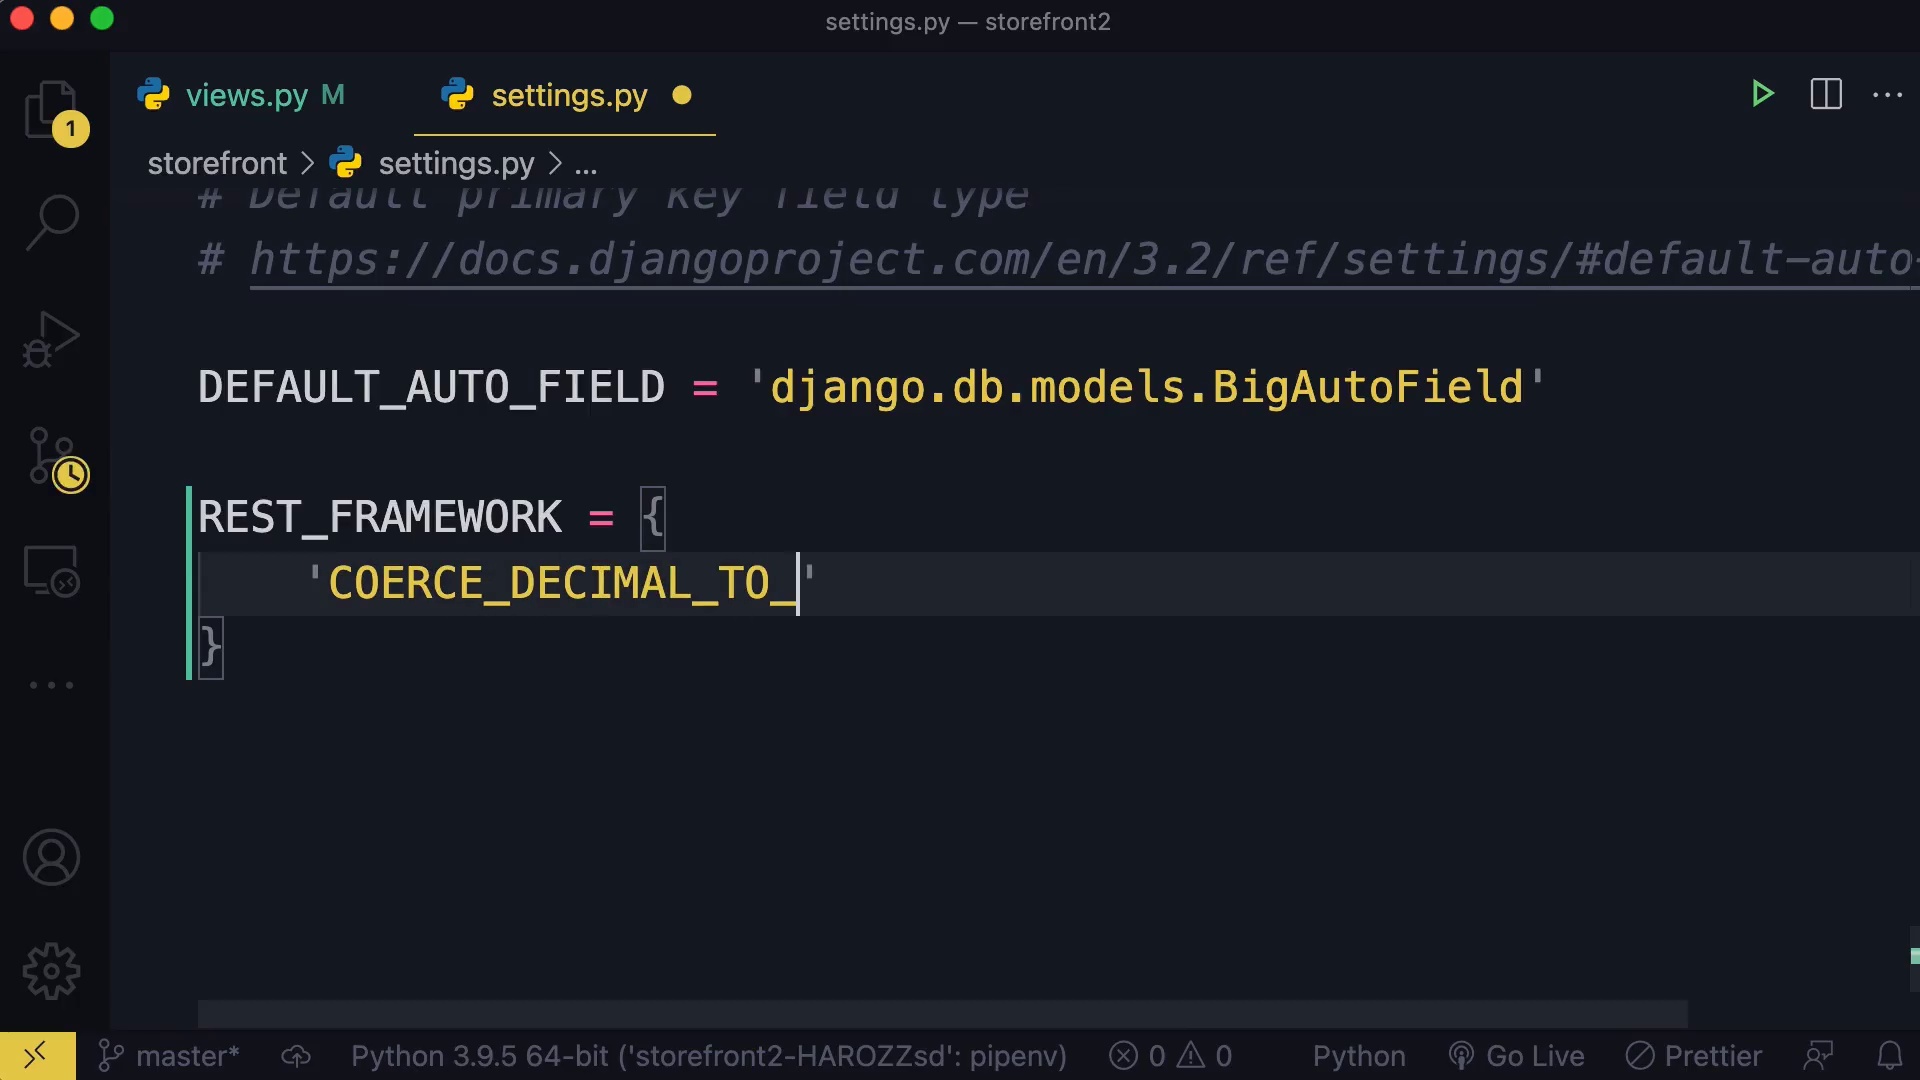 settings.py — storefront2
views.py M
settings.py
storefront > settings.py > ...
1
# Default primary key field type
# https://docs.djangoproject.com/en/3.2/ref/settings/#default-auto-
DEFAULT_AUTO_FIELD = 'django.db.models.BigAutoField'
REST_FRAMEWORK = {
'COERCE_DECIMAL_TO_'
}
master* Python 3.9.5 64-bit ('storefront2-HAROZZsd': pipenv) 0 0 Python Go Live Prettier